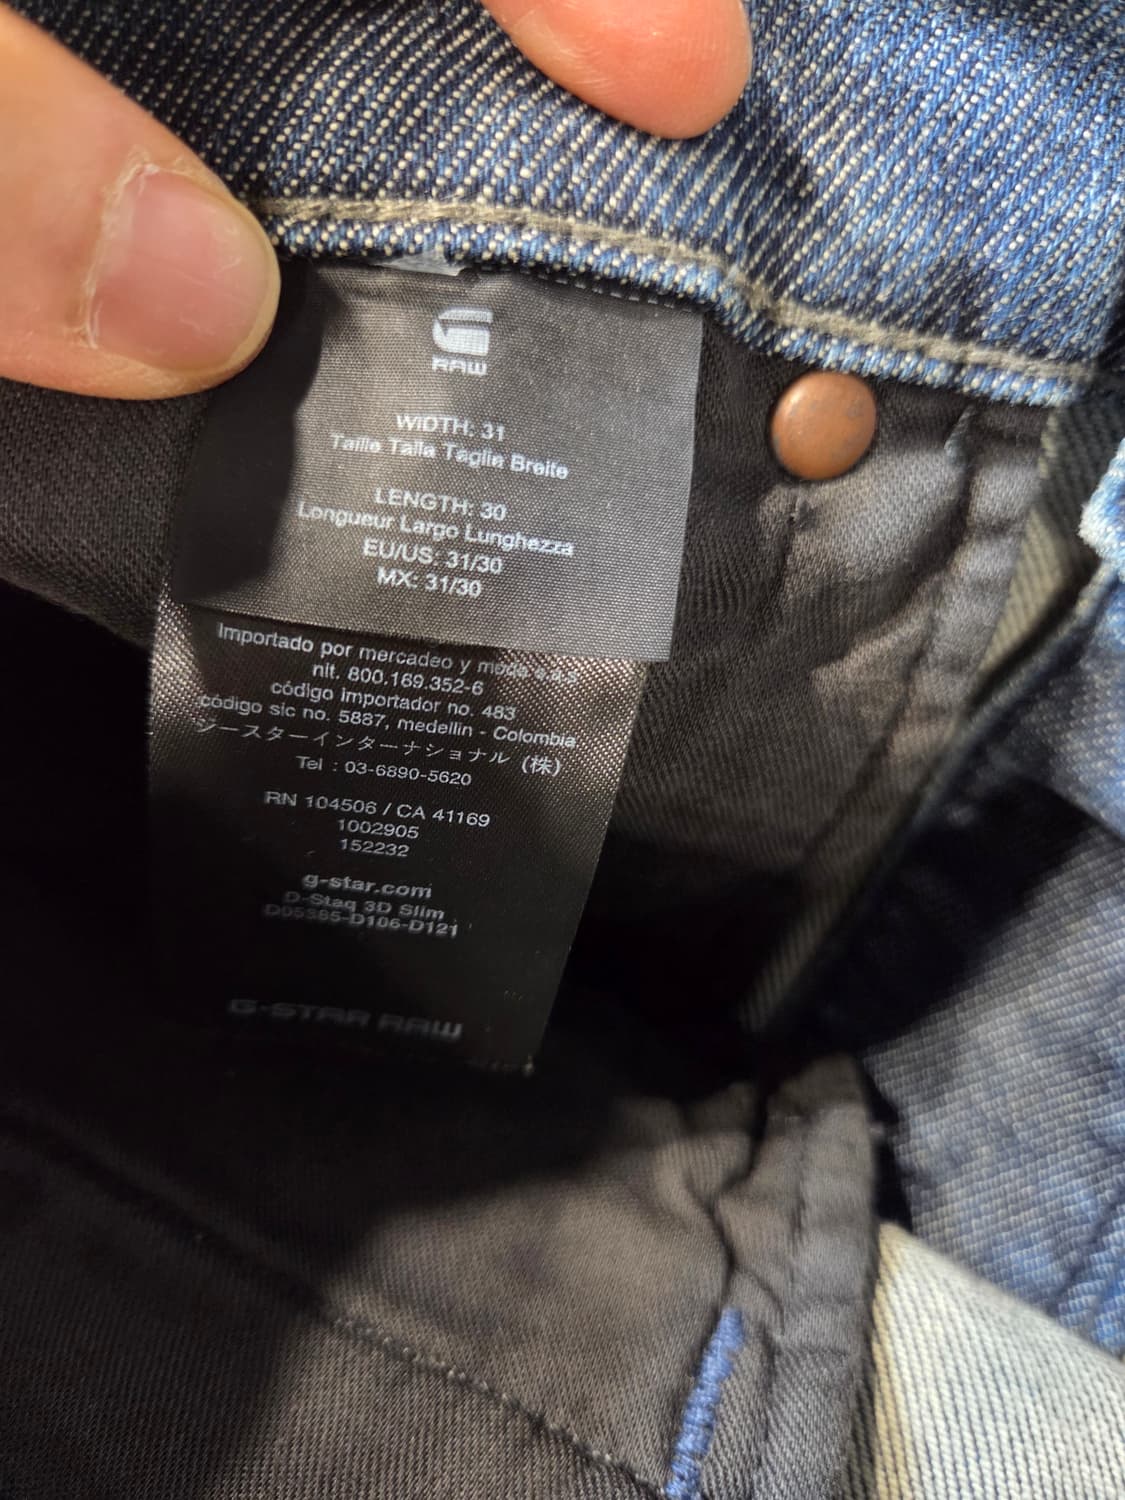 RAW
WIDTH: 31
Taille Talla Taglia Breite
LENGTH: 30
Longueur Largo Lunghezza
EU/US: 31/30
MX: 31/30
Importado por mercadeo y moda s.a.s
nit. 800.169.352-6
código importador no. 483
código sic no. 5887, medellin - Colombia
ジースターインターナショナル (株)
Tel : 03-6890-5620
RN 104506 / CA 41169
1002905
152232
g-star.com
D-Staq 3D Slim
D05385-D106-D121
G-STAR RAW